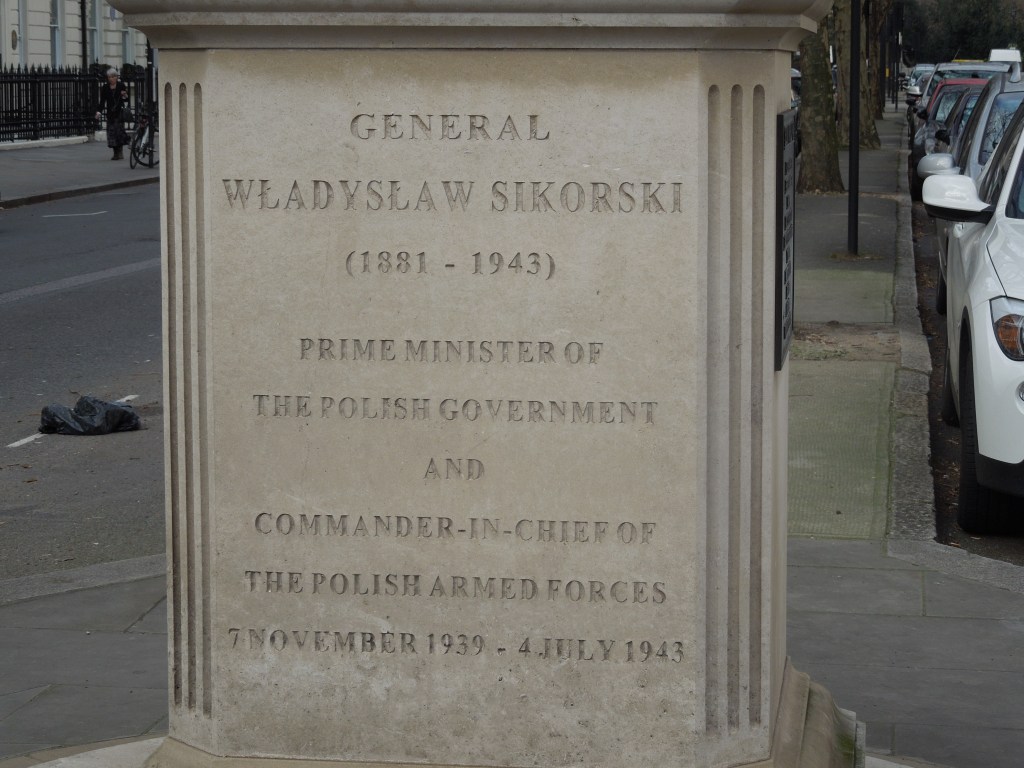 GENERAL
WŁADYSŁAW SIKORSKI
(1881 - 1943)
PRIME MINISTER OF
THE POLISH GOVERNMENT
AND
COMMANDER-IN-CHIEF OF
THE POLISH ARMED FORCES
7 NOVEMBER 1939 - 4 JULY 1943